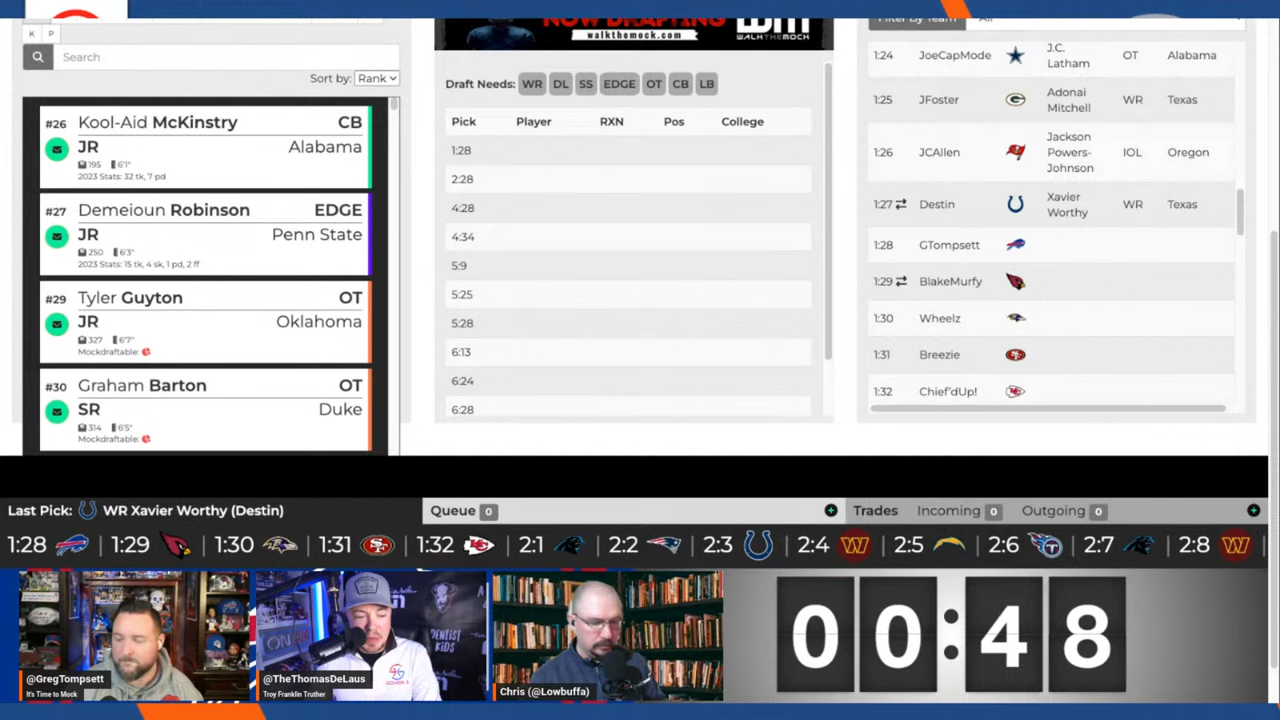 K P
Search
Sort by: Rank
#26 Kool-Aid McKinstry CB
JR Alabama
195 6'1"
2023 Stats: 32 tk, 7 pd
#27 Demeioun Robinson EDGE
JR Penn State
250 6'3"
2023 Stats: 15 tk, 4 sk, 1 pd, 2 ff
#29 Tyler Guyton OT
JR Oklahoma
327 6'7"
Mockdraftable:
#30 Graham Barton OT
SR Duke
314 6'5"
Mockdraftable:
NOW DRAFTING
walkthemock.com
WALKTHEMOCK
Draft Needs: WR DL SS EDGE OT CB LB
Pick Player RXN Pos College
1:28
2:28
4:28
4:34
5:9
5:25
5:28
6:13
6:24
6:28
Filter By Team All
1:24 JoeCapMode J.C. Latham OT Alabama
1:25 JFoster Adonai Mitchell WR Texas
1:26 JCAllen Jackson Powers-Johnson IOL Oregon
1:27 Destin Xavier Worthy WR Texas
1:28 GTompsett
1:29 BlakeMurfy
1:30 Wheelz
1:31 Breezie
1:32 Chief'dUp!
Last Pick: WR Xavier Worthy (Destin)
Queue 0
Trades Incoming 0 Outgoing 0
1:28 | 1:29 | 1:30 | 1:31 | 1:32 | 2:1 | 2:2 | 2:3 | 2:4 | 2:5 | 2:6 | 2:7 | 2:8 |
DENTIST
KIDS
@GregTompsett
It's Time to Mock
@TheThomasDeLaus
Troy Franklin Truther
COVER 1
Chris (@Lowbuffa)
00:48